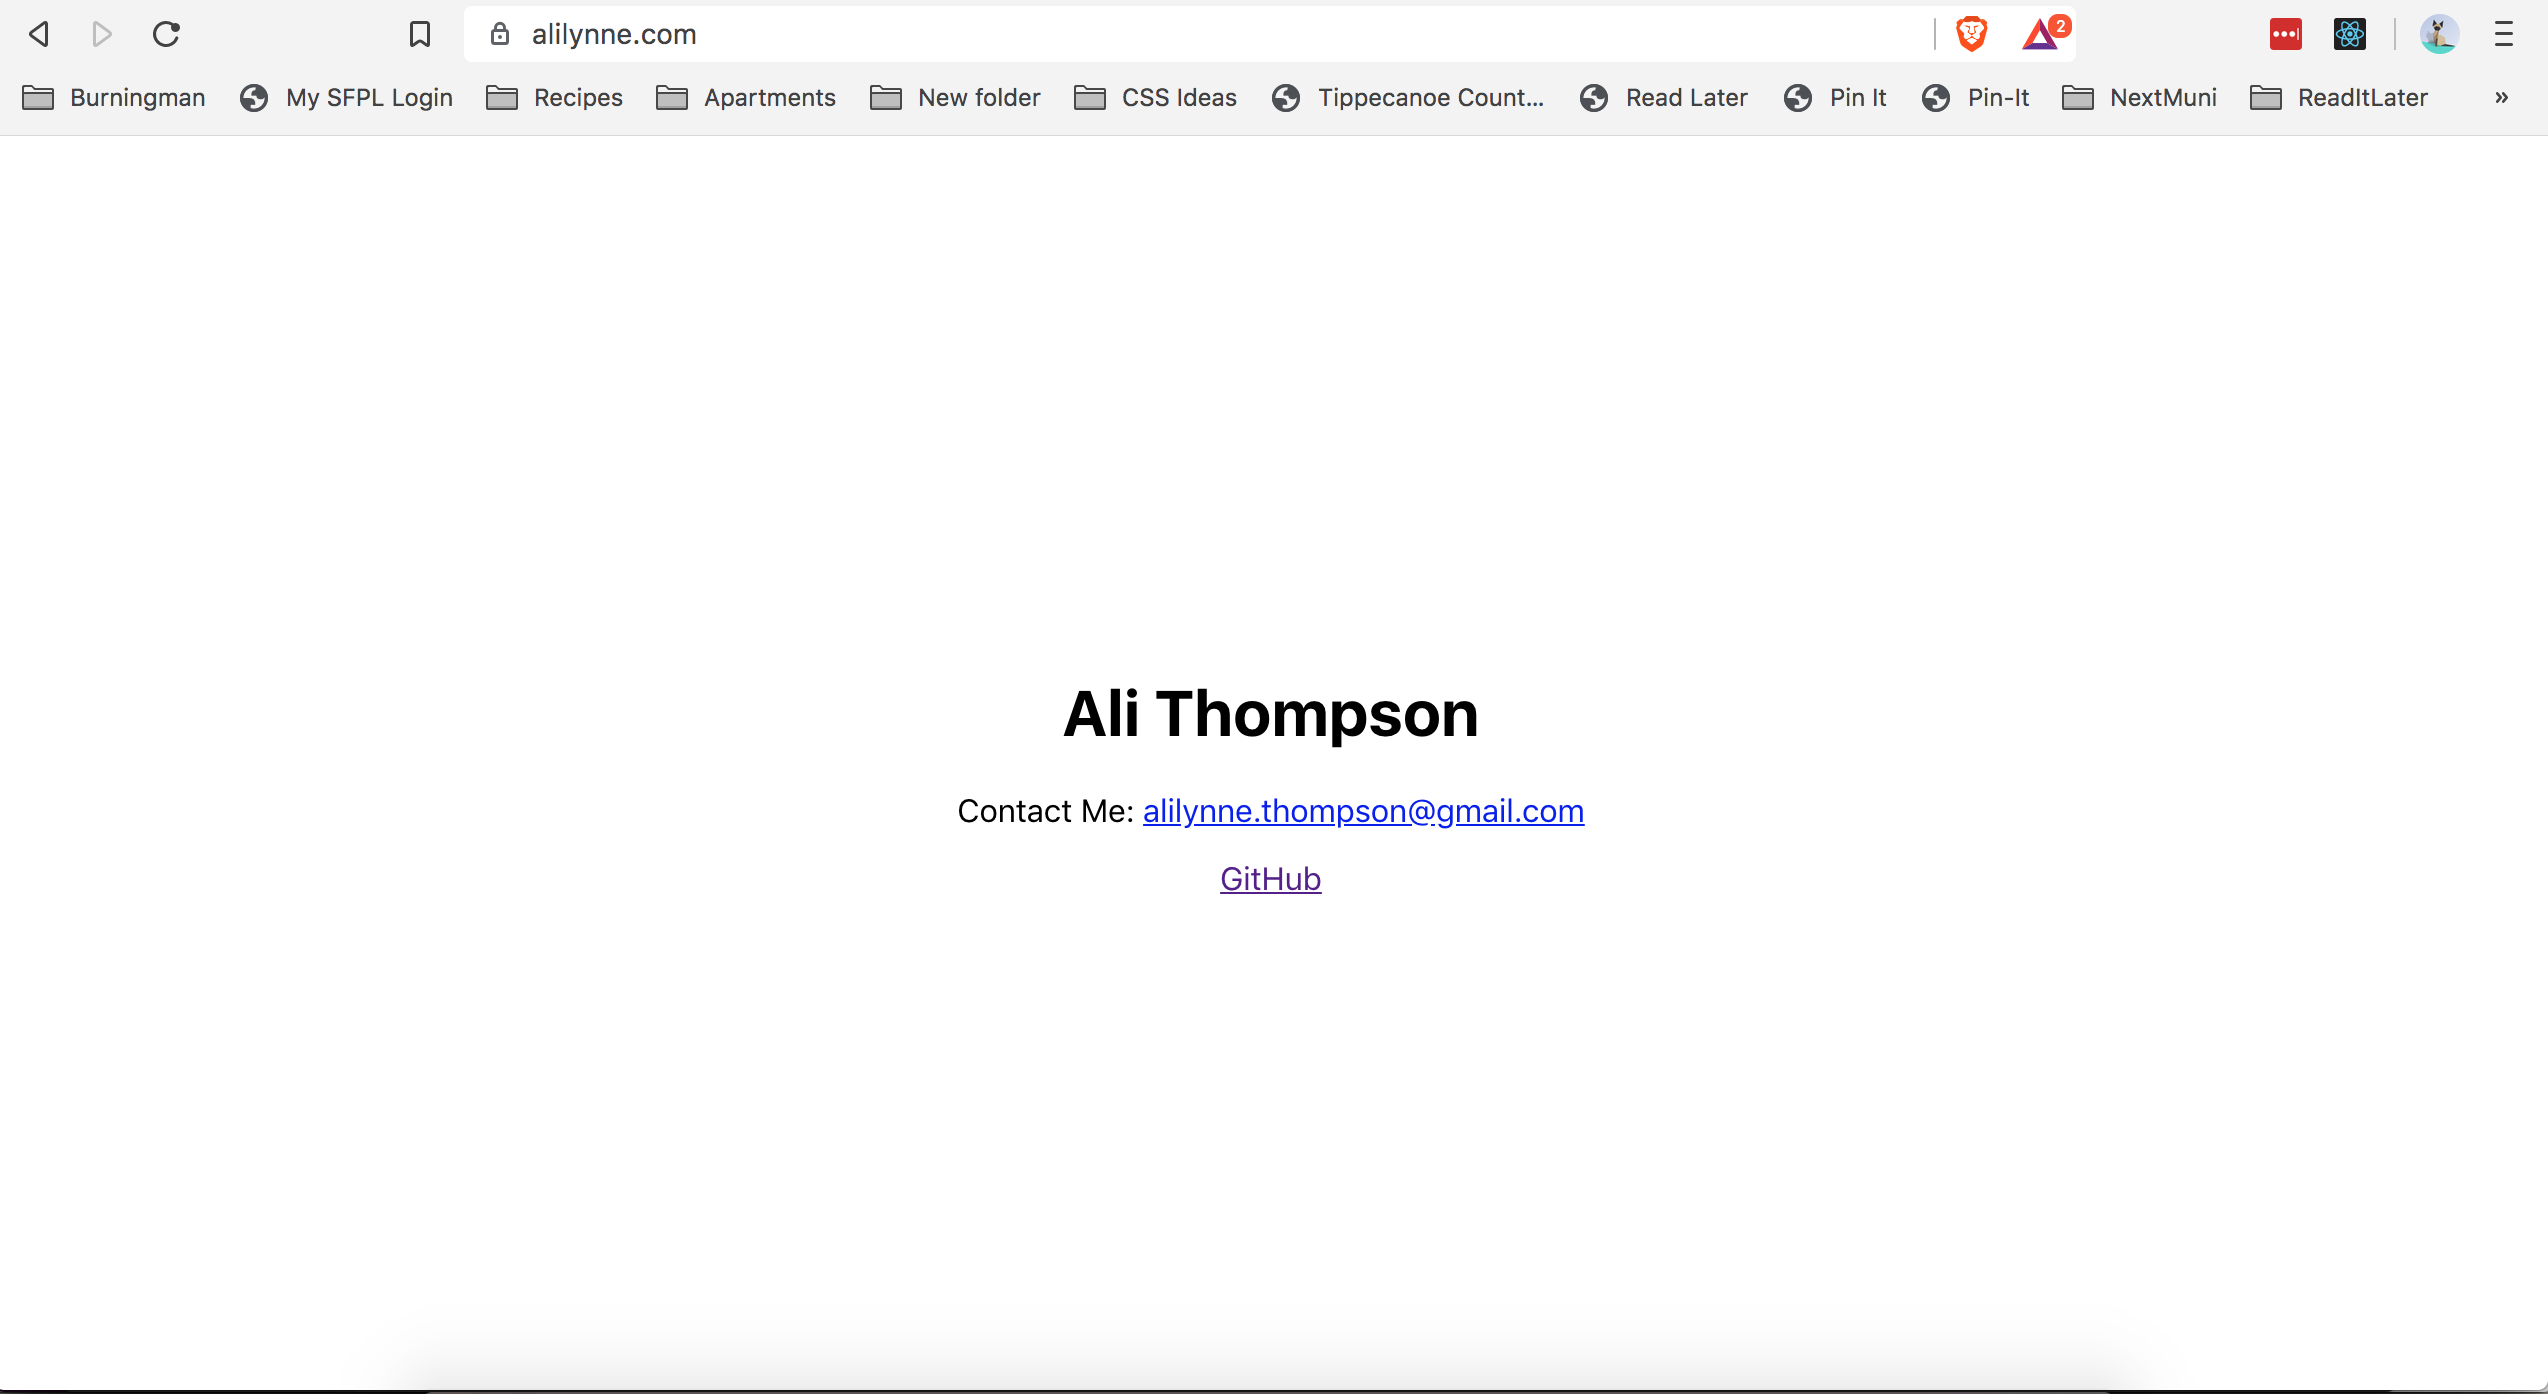 alilynne.com
2
Burningman My SFPL Login Recipes Apartments New folder CSS Ideas Tippecanoe Count... Read Later Pin It Pin-It NextMuni ReadItLater »
Ali Thompson
Contact Me: alilynne.thompson@gmail.com
GitHub